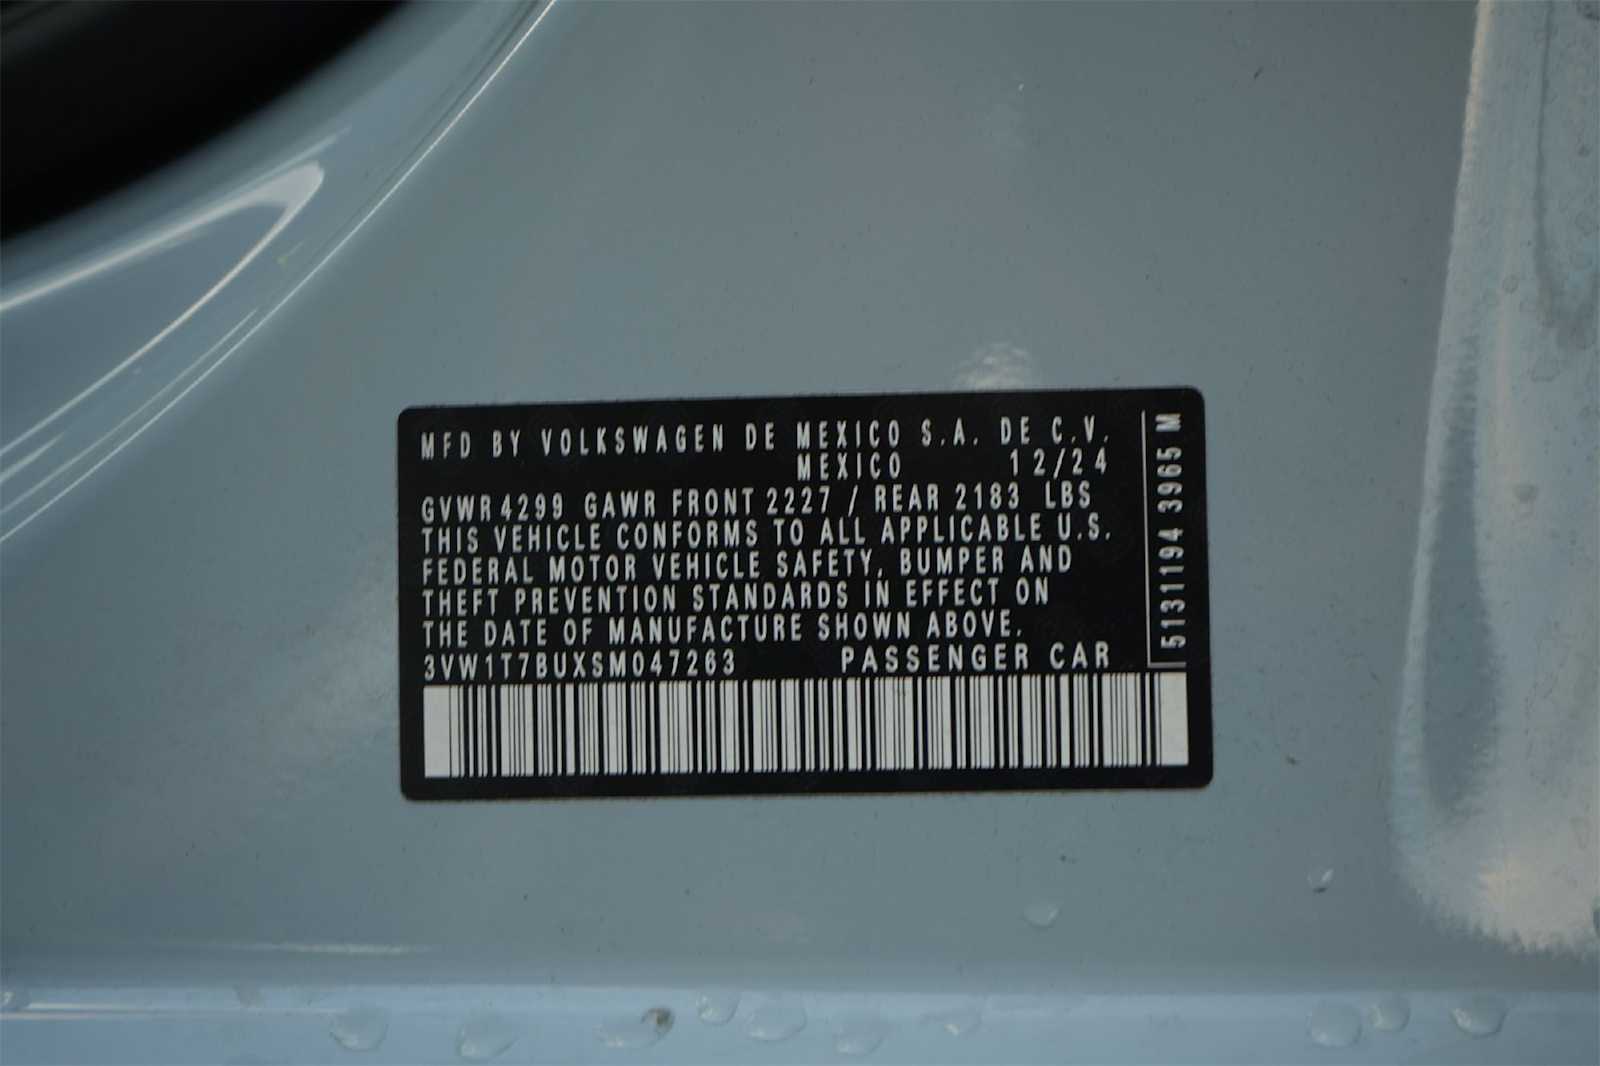 MFD BY VOLKSWAGEN DE MEXICO S.A. DE C.V.
MEXICO 12/24
GVWR 4299 GAWR FRONT 2227 / REAR 2183 LBS
THIS VEHICLE CONFORMS TO ALL APPLICABLE U.S.
FEDERAL MOTOR VEHICLE SAFETY, BUMPER AND
THEFT PREVENTION STANDARDS IN EFFECT ON
THE DATE OF MANUFACTURE SHOWN ABOVE.
3VW1T7BUXSM047263 PASSENGER CAR
5131194 3965 M